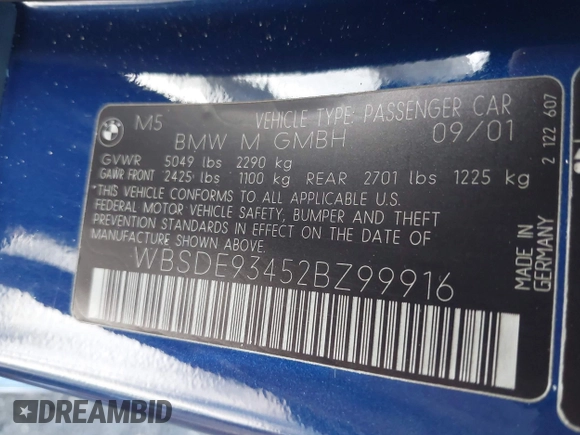 M5 VEHICLE TYPE: PASSENGER CAR
BMW M GMBH 09/01
GVWR 5049 lbs 2290 kg
GAWR FRONT 2425 lbs 1100 kg REAR 2701 lbs 1225 kg
"THIS VEHICLE CONFORMS TO ALL APPLICABLE U.S.
FEDERAL MOTOR VEHICLE SAFETY, BUMPER AND THEFT
PREVENTION STANDARDS IN EFFECT ON THE DATE OF
MANUFACTURE SHOWN ABOVE."
WBSDE93452BZ99916
2 122 607
MADE IN
GERMANY
DREAMBID